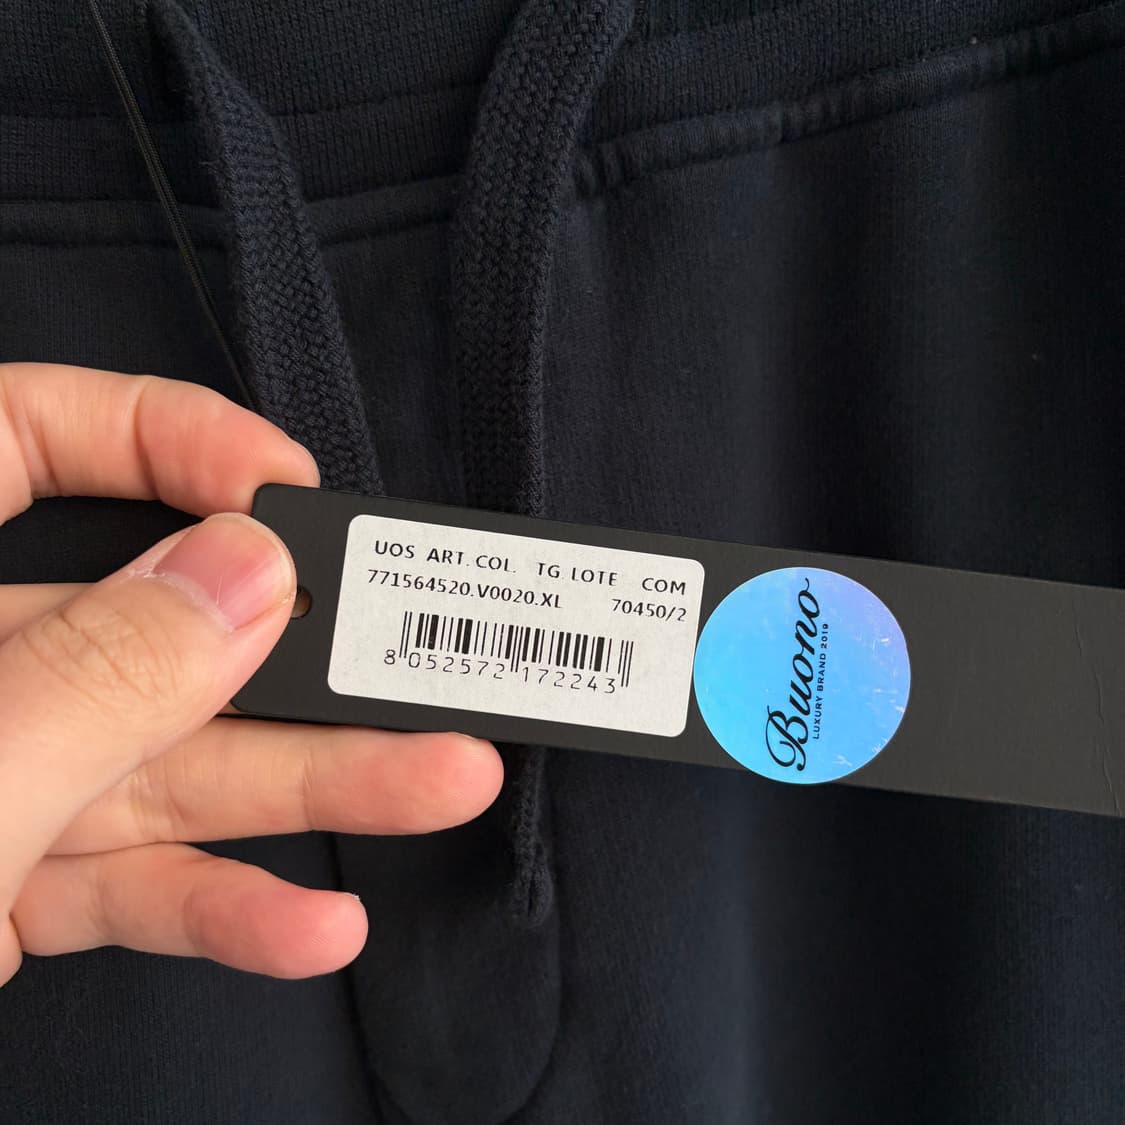 UOS ART. COL. TG. LOTE COM
771564520.V0020.XL 70450/2
8 052572 172243
Buono
LUXURY BRAND 2019